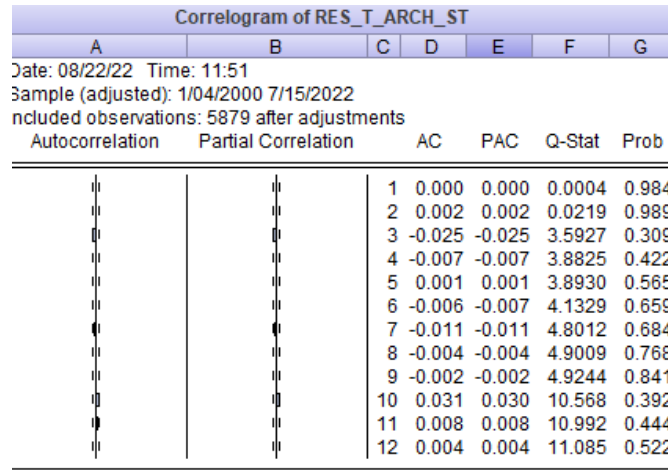 Correlogram of RES_T_ARCH_ST
A B C D E F G
Date: 08/22/22 Time: 11:51
Sample (adjusted): 1/04/2000 7/15/2022
Included observations: 5879 after adjustments
Autocorrelation Partial Correlation AC PAC Q-Stat Prob
1 0.000 0.000 0.0004 0.984
2 0.002 0.002 0.0219 0.989
3 -0.025 -0.025 3.5927 0.309
4 -0.007 -0.007 3.8825 0.422
5 0.001 0.001 3.8930 0.565
6 -0.006 -0.007 4.1329 0.659
7 -0.011 -0.011 4.8012 0.684
8 -0.004 -0.004 4.9009 0.768
9 -0.002 -0.002 4.9244 0.841
10 0.031 0.030 10.568 0.392
11 0.008 0.008 10.992 0.444
12 0.004 0.004 11.085 0.522